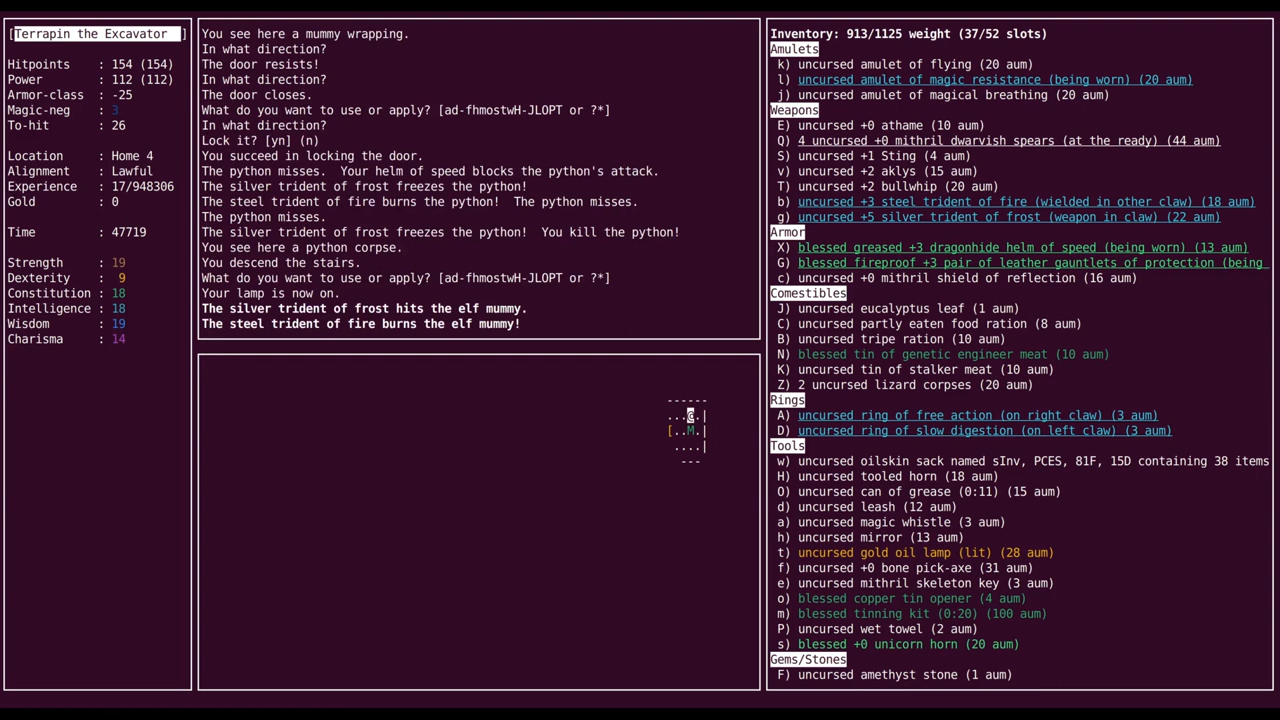 [Terrapin the Excavator  ]
Hitpoints : 154 (154)
Power : 112 (112)
Armor-class : -25
Magic-neg : 3
To-hit : 26
Location : Home 4
Alignment : Lawful
Experience : 17/948306
Gold : 0
Time : 47719
Strength : 19
Dexterity : 9
Constitution : 18
Intelligence : 18
Wisdom : 19
Charisma : 14
You see here a mummy wrapping.
In what direction?
The door resists!
In what direction?
The door closes.
What do you want to use or apply? [ad-fhmostwH-JLOPT or ?*]
In what direction?
Lock it? [yn] (n)
You succeed in locking the door.
The python misses.  Your helm of speed blocks the python's attack.
The silver trident of frost freezes the python!
The steel trident of fire burns the python!  The python misses.
The python misses.
The silver trident of frost freezes the python!  You kill the python!
You see here a python corpse.
You descend the stairs.
What do you want to use or apply? [ad-fhmostwH-JLOPT or ?*]
Your lamp is now on.
The silver trident of frost hits the elf mummy.
The steel trident of fire burns the elf mummy!
------
...@.|
[..M.|
....|
---
Inventory: 913/1125 weight (37/52 slots)
Amulets
k) uncursed amulet of flying (20 aum)
l) uncursed amulet of magic resistance (being worn) (20 aum)
j) uncursed amulet of magical breathing (20 aum)
Weapons
E) uncursed +0 athame (10 aum)
Q) 4 uncursed +0 mithril dwarvish spears (at the ready) (44 aum)
S) uncursed +1 Sting (4 aum)
v) uncursed +2 aklys (15 aum)
T) uncursed +2 bullwhip (20 aum)
b) uncursed +3 steel trident of fire (wielded in other claw) (18 aum)
g) uncursed +5 silver trident of frost (weapon in claw) (22 aum)
Armor
X) blessed greased +3 dragonhide helm of speed (being worn) (13 aum)
G) blessed fireproof +3 pair of leather gauntlets of protection (being
c) uncursed +0 mithril shield of reflection (16 aum)
Comestibles
J) uncursed eucalyptus leaf (1 aum)
C) uncursed partly eaten food ration (8 aum)
B) uncursed tripe ration (10 aum)
N) blessed tin of genetic engineer meat (10 aum)
K) uncursed tin of stalker meat (10 aum)
Z) 2 uncursed lizard corpses (20 aum)
Rings
A) uncursed ring of free action (on right claw) (3 aum)
D) uncursed ring of slow digestion (on left claw) (3 aum)
Tools
w) uncursed oilskin sack named sInv, PCES, 81F, 15D containing 38 items
H) uncursed tooled horn (18 aum)
O) uncursed can of grease (0:11) (15 aum)
d) uncursed leash (12 aum)
a) uncursed magic whistle (3 aum)
h) uncursed mirror (13 aum)
t) uncursed gold oil lamp (lit) (28 aum)
f) uncursed +0 bone pick-axe (31 aum)
e) uncursed mithril skeleton key (3 aum)
o) blessed copper tin opener (4 aum)
m) blessed tinning kit (0:20) (100 aum)
P) uncursed wet towel (2 aum)
s) blessed +0 unicorn horn (20 aum)
Gems/Stones
F) uncursed amethyst stone (1 aum)